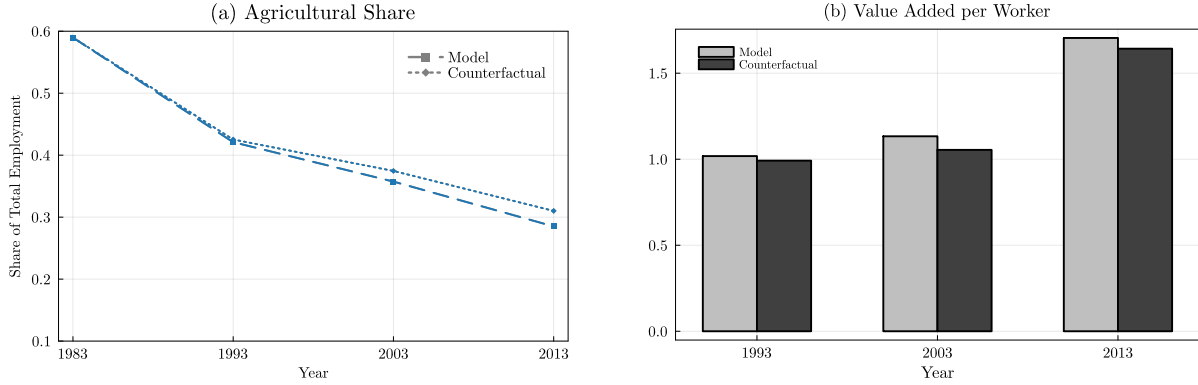 (a) Agricultural Share
Share of Total Employment
0.6
0.5
0.4
0.3
0.2
0.1
Model
Counterfactual
1983
1993
2003
2013
Year
(b) Value Added per Worker
1.5
1.0
0.5
0.0
Model
Counterfactual
1993
2003
2013
Year